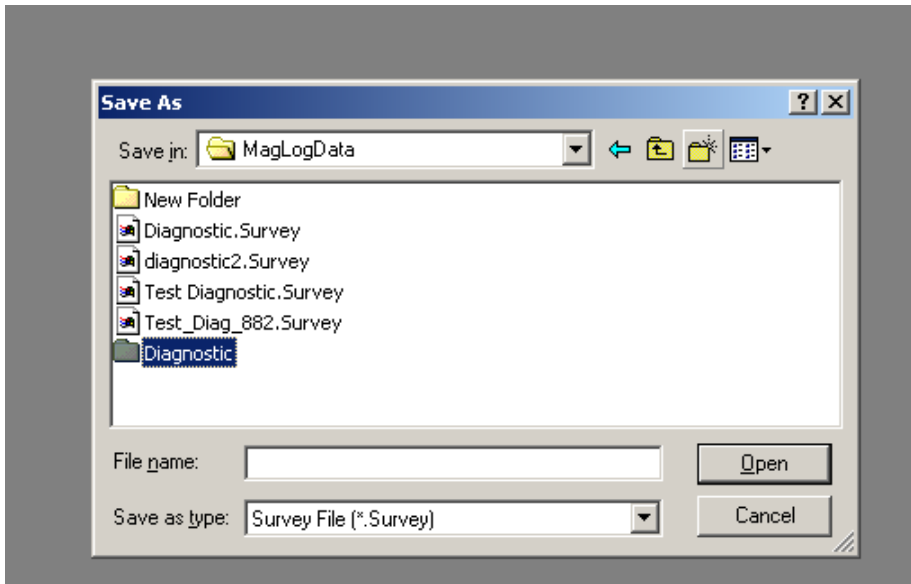 Save As
Save in: MagLogData
New Folder
Diagnostic.Survey
diagnostic2.Survey
Test Diagnostic.Survey
Test_Diag_882.Survey
Diagnostic
File name: Open
Save as type: Survey File (*.Survey) Cancel